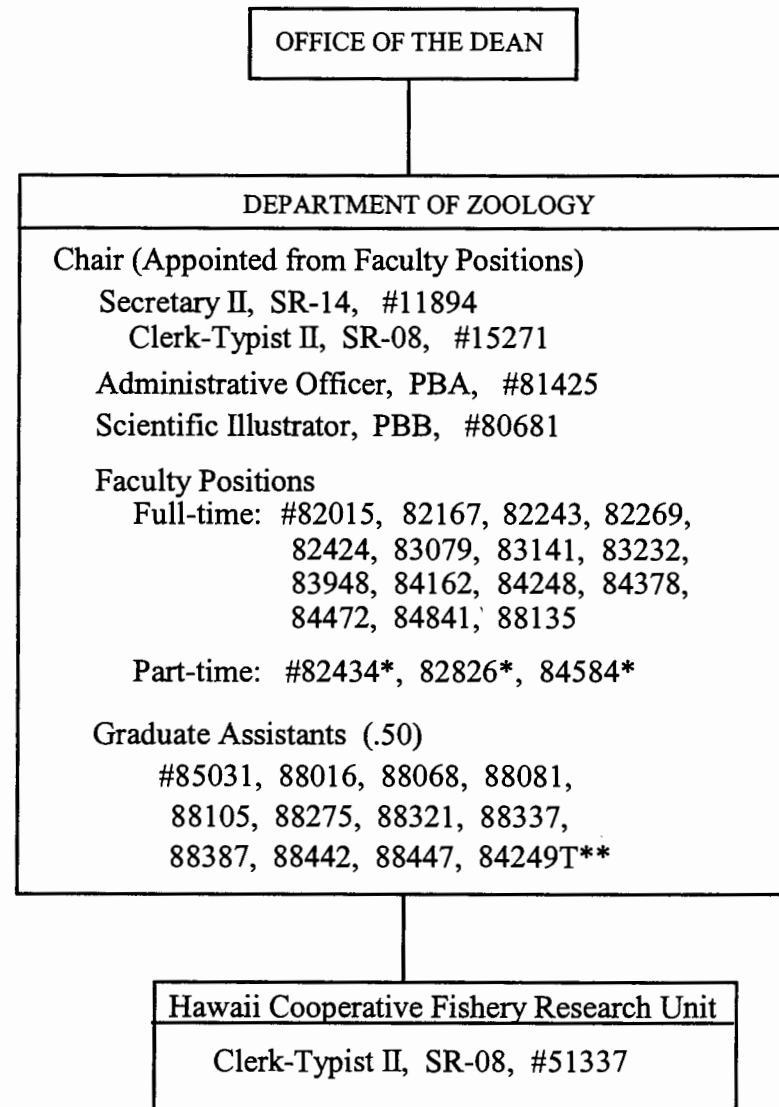 OFFICE OF THE DEAN
DEPARTMENT OF ZOOLOGY
Chair (Appointed from Faculty Positions)
Secretary II, SR-14, #11894
Clerk-Typist II, SR-08, #15271
Administrative Officer, PBA, #81425
Scientific Illustrator, PBB, #80681
Faculty Positions
Full-time: #82015, 82167, 82243, 82269,
82424, 83079, 83141, 83232,
83948, 84162, 84248, 84378,
84472, 84841, 88135
Part-time: #82434*, 82826*, 84584*
Graduate Assistants (.50)
#85031, 88016, 88068, 88081,
88105, 88275, 88321, 88337,
88387, 88442, 88447, 84249T**
Hawaii Cooperative Fishery Research Unit
Clerk-Typist II, SR-08, #51337